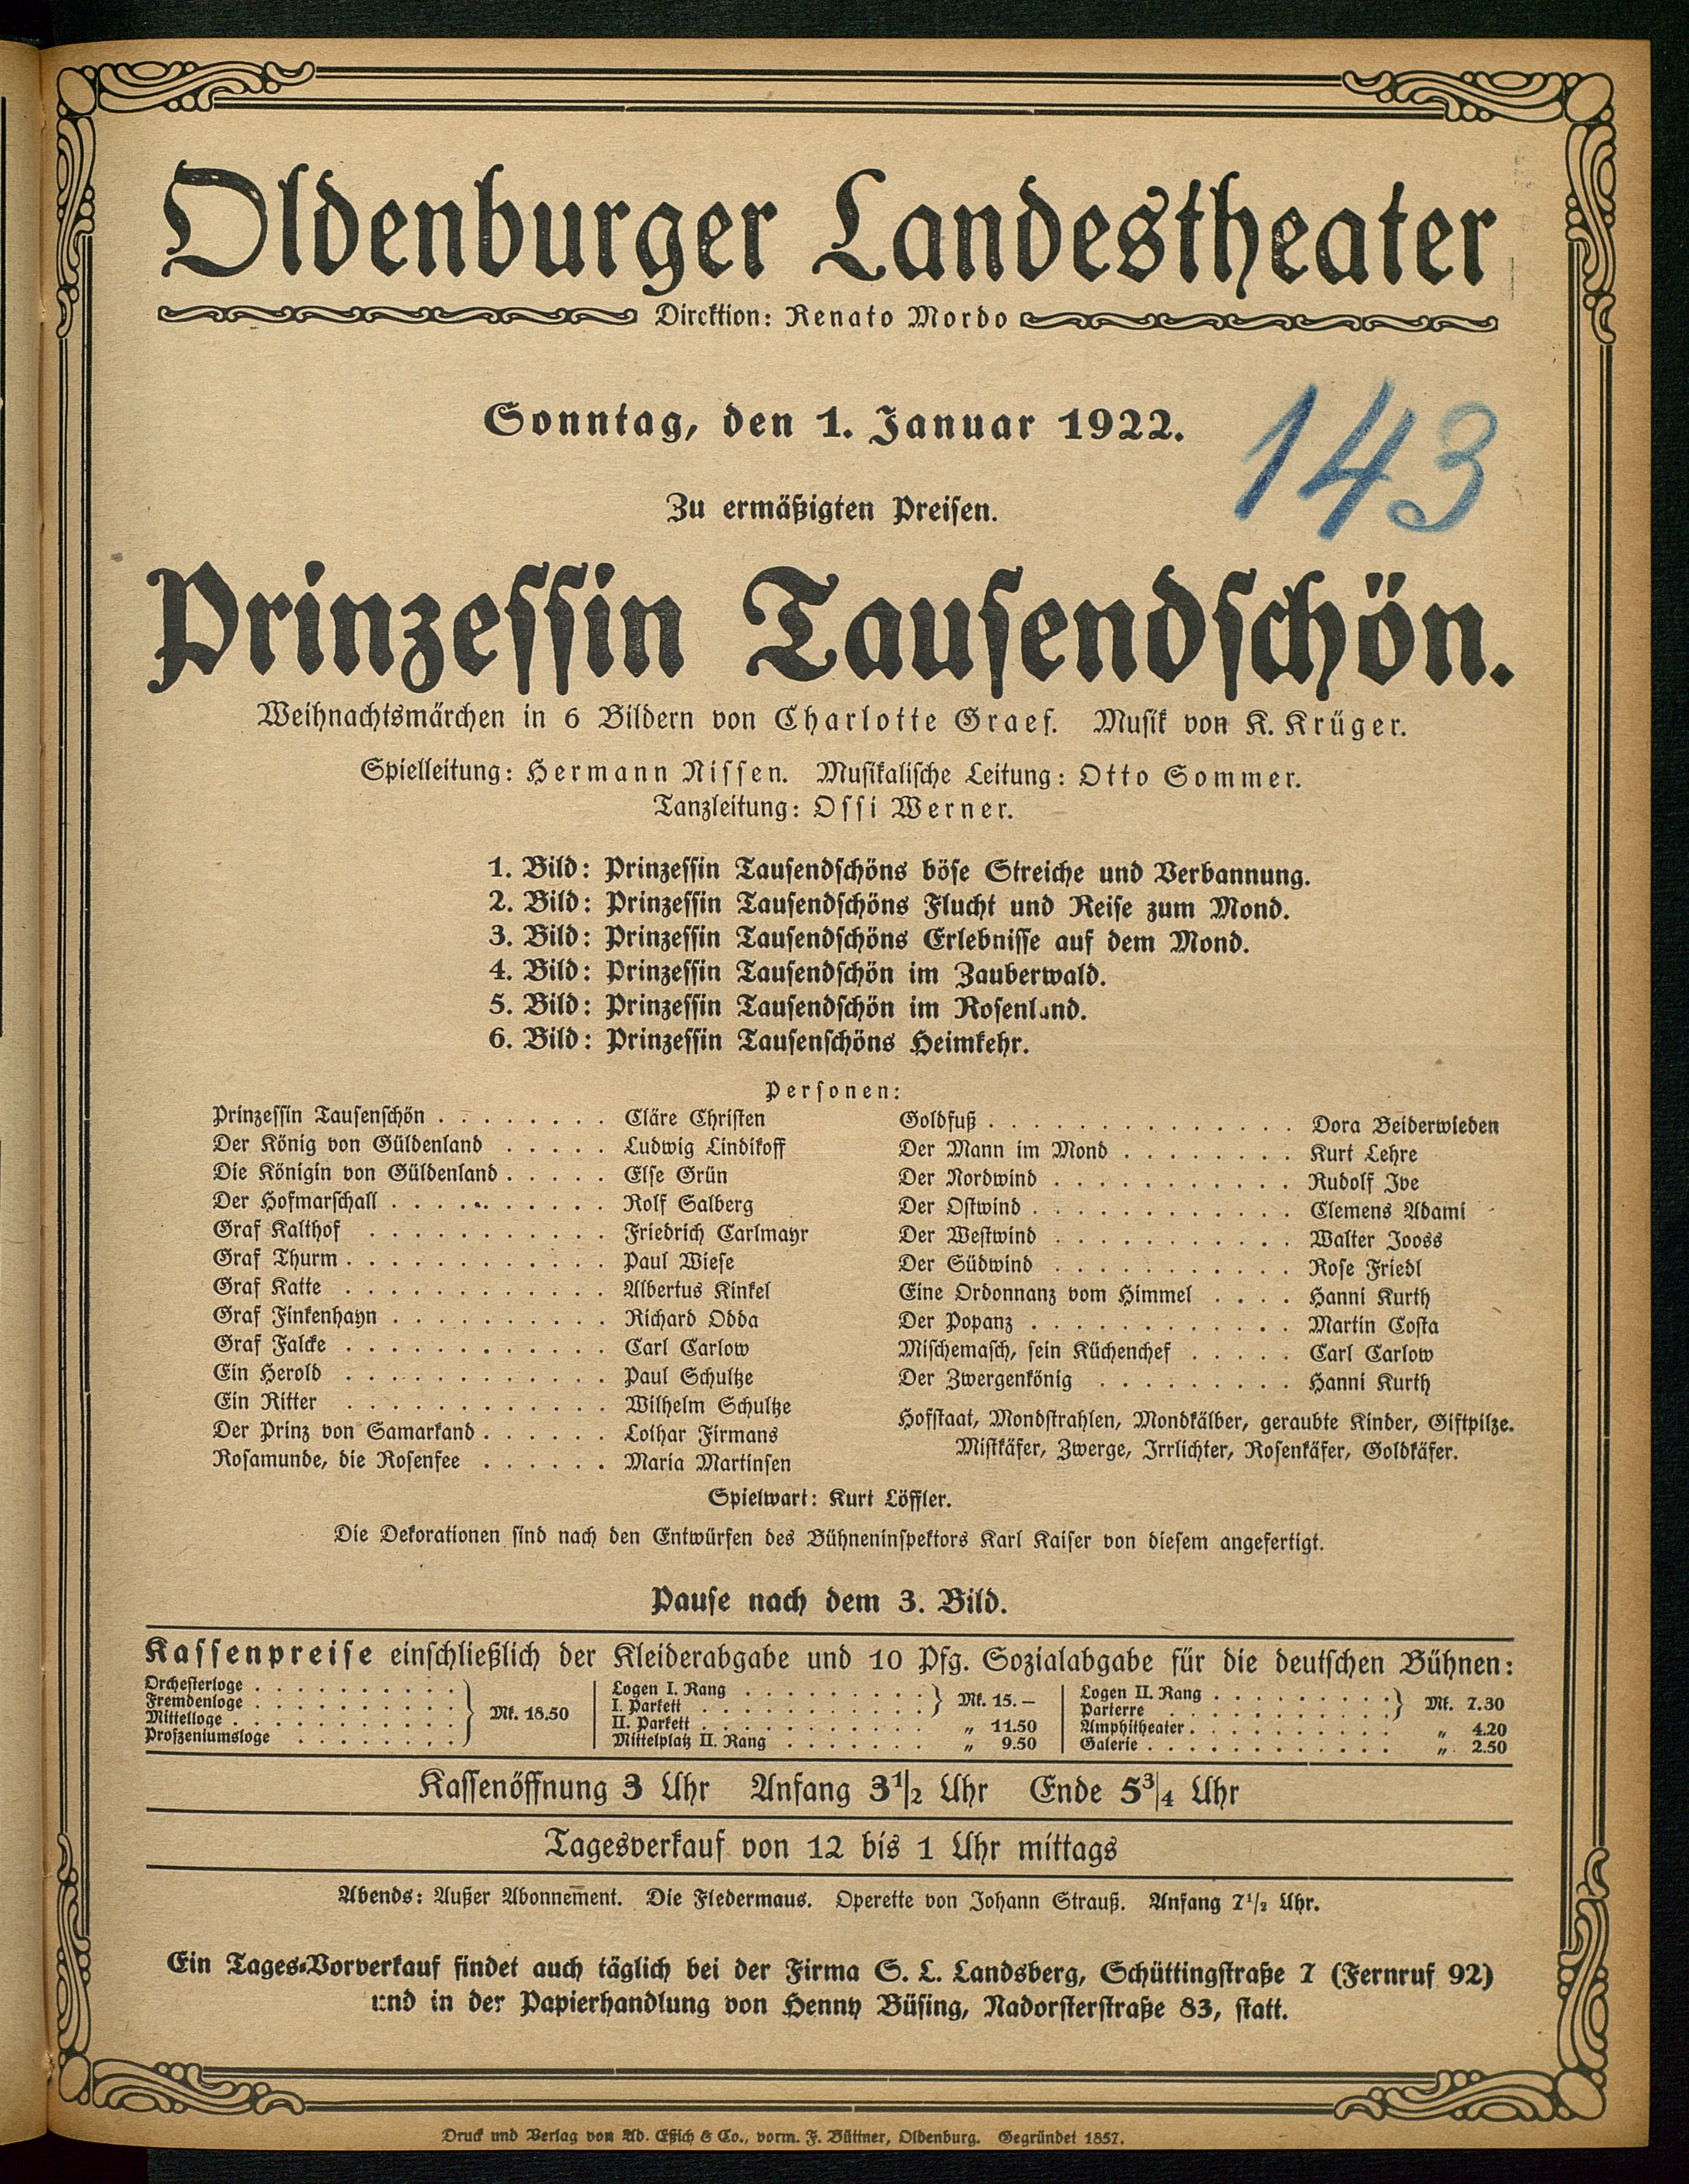 Oldenburger Landestheater
Direktion: Renato Mordo
Sonntag, den 1. Januar 1922.
143
Zu ermäßigten Preisen.
Prinzessin Tausendschön.
Weihnachtsmärchen in 6 Bildern von Charlotte Graef. Musik von K. Krüger.
Spielleitung: Hermann Nissen. Musikalische Leitung: Otto Sommer.
Tanzleitung: Ossi Werner.
1. Bild: Prinzessin Tausendschöns böse Streiche und Verbannung.
2. Bild: Prinzessin Tausendschöns Flucht und Reise zum Mond.
3. Bild: Prinzessin Tausendschöns Erlebnisse auf dem Mond.
4. Bild: Prinzessin Tausendschön im Zauberwald.
5. Bild: Prinzessin Tausendschön im Rosenland.
6. Bild: Prinzessin Tausenschöns Heimkehr.
Personen:
Prinzessin Tausenschön . . . . . . . . Cläre Christen
Der König von Güldenland . . . . . Ludwig Lindikoff
Die Königin von Güldenland . . . . . Else Grün
Der Hofmarschall . . . . . . . . . . Rolf Salberg
Graf Kalthof . . . . . . . . . . . Friedrich Carlmayr
Graf Thurm . . . . . . . . . . . . Paul Wiese
Graf Katte . . . . . . . . . . . . Albertus Kinkel
Graf Finkenhayn . . . . . . . . . . Richard Odda
Graf Falcke . . . . . . . . . . . . Carl Carlow
Ein Herold . . . . . . . . . . . . Paul Schultze
Ein Ritter . . . . . . . . . . . . Wilhelm Schultze
Der Prinz von Samarkand . . . . . . Lothar Firmans
Rosamunde, die Rosenfee . . . . . . Maria Martinsen
Goldfuß . . . . . . . . . . . . . . Dora Beiderwieden
Der Mann im Mond . . . . . . . . Kurt Lehre
Der Nordwind . . . . . . . . . . . Rudolf Ive
Der Ostwind . . . . . . . . . . . . Clemens Adami
Der Westwind . . . . . . . . . . . Walter Jooss
Der Südwind . . . . . . . . . . . Rose Friedl
Eine Ordonnanz vom Himmel . . . . Hanni Kurth
Der Popanz . . . . . . . . . . . . Martin Costa
Mischemasch, sein Küchenchef . . . . . Carl Carlow
Der Zwergenkönig . . . . . . . . . Hanni Kurth
Hofstaat, Mondstrahlen, Mondkälber, geraubte Kinder, Giftpilze.
Mistkäfer, Zwerge, Irrlichter, Rosenkäfer, Goldkäfer.
Spielwart: Kurt Löffler.
Die Dekorationen sind nach den Entwürfen des Bühneninspektors Karl Kaiser von diesem angefertigt.
Pause nach dem 3. Bild.
Kassenpreise einschließlich der Kleiderabgabe und 10 Pfg. Sozialabgabe für die deutschen Bühnen:
Orchesterloge . . . . . . . . . .
Fremdenloge . . . . . . . . . .
Mittelloge . . . . . . . . . . .
Proszeniumsloge . . . . . . . .
Mk. 18.50
Logen I. Rang . . . . . . . . .
I. Parkett . . . . . . . . . . .
Mk. 15.—
II. Parkett . . . . . . . . . . . „ 11.50
Mittelplatz II. Rang . . . . . . . „ 9.50
Logen II. Rang . . . . . . . . .
Parterre . . . . . . . . . . .
Mk. 7.30
Amphitheater . . . . . . . . . . „ 4.20
Galerie . . . . . . . . . . . . „ 2.50
Kassenöffnung 3 Uhr Anfang 3 1/2 Uhr Ende 5 3/4 Uhr
Tagesverkauf von 12 bis 1 Uhr mittags
Abends: Außer Abonnement. Die Fledermaus. Operette von Johann Strauß. Anfang 7 1/2 Uhr.
Ein Tages-Vorverkauf findet auch täglich bei der Firma S. L. Landsberg, Schüttingstraße 7 (Fernruf 92)
und in der Papierhandlung von Henny Büsing, Nadorsterstraße 83, statt.
Druck und Verlag von Ad. Eßich & Co., vorm. F. Büttner, Oldenburg. Gegründet 1857.